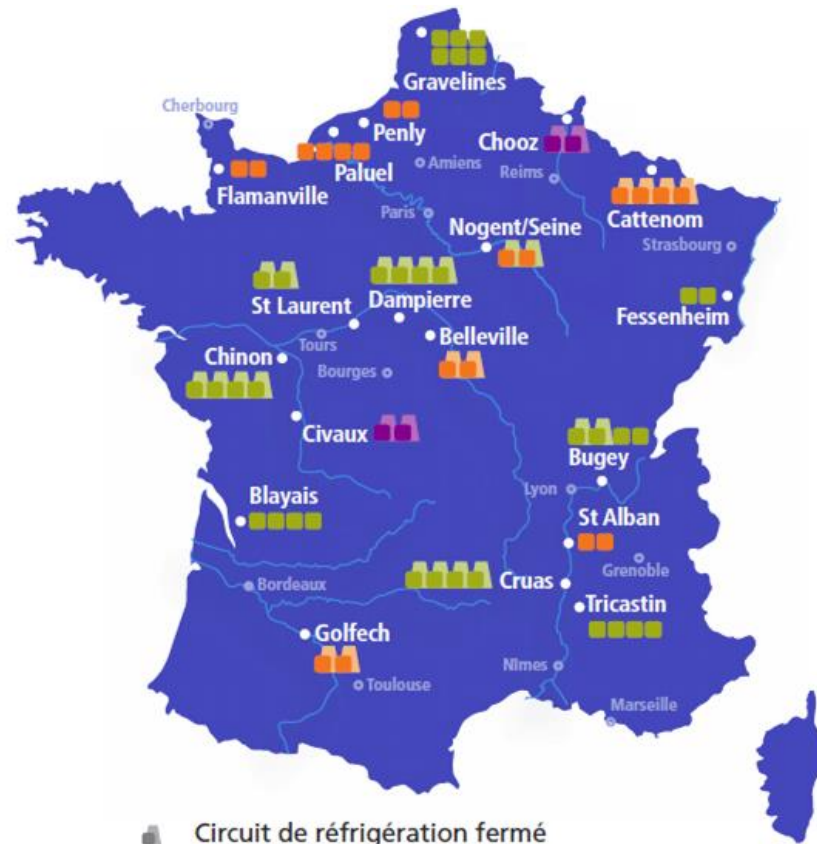 Gravelines
Cherbourg
Penly
Chooz
Paluel
Amiens
Reims
Flamanville
Cattenom
Paris
Nogent/Seine
Strasbourg
St Laurent
Dampierre
Fessenheim
Tours
Belleville
Chinon
Bourges
Civaux
Bugey
Lyon
Blayais
St Alban
Grenoble
Bordeaux
Cruas
Tricastin
Golfech
Nîmes
Toulouse
Marseille
Circuit de réfrigération fermé